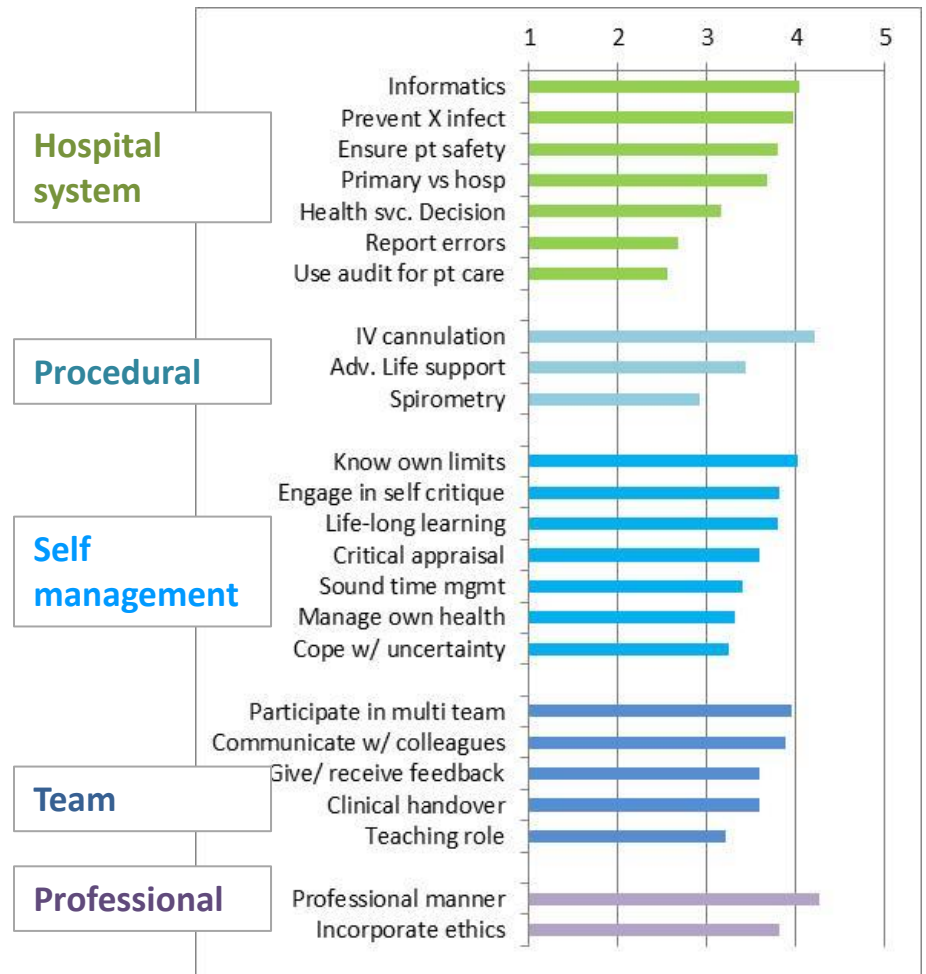 1 2 3 4 5
Hospital
system
Informatics
Prevent X infect
Ensure pt safety
Primary vs hosp
Health svc. Decision
Report errors
Use audit for pt care
Procedural
IV cannulation
Adv. Life support
Spirometry
Self
management
Know own limits
Engage in self critique
Life-long learning
Critical appraisal
Sound time mgmt
Manage own health
Cope w/ uncertainty
Team
Participate in multi team
Communicate w/ colleagues
Give/ receive feedback
Clinical handover
Teaching role
Professional
Professional manner
Incorporate ethics